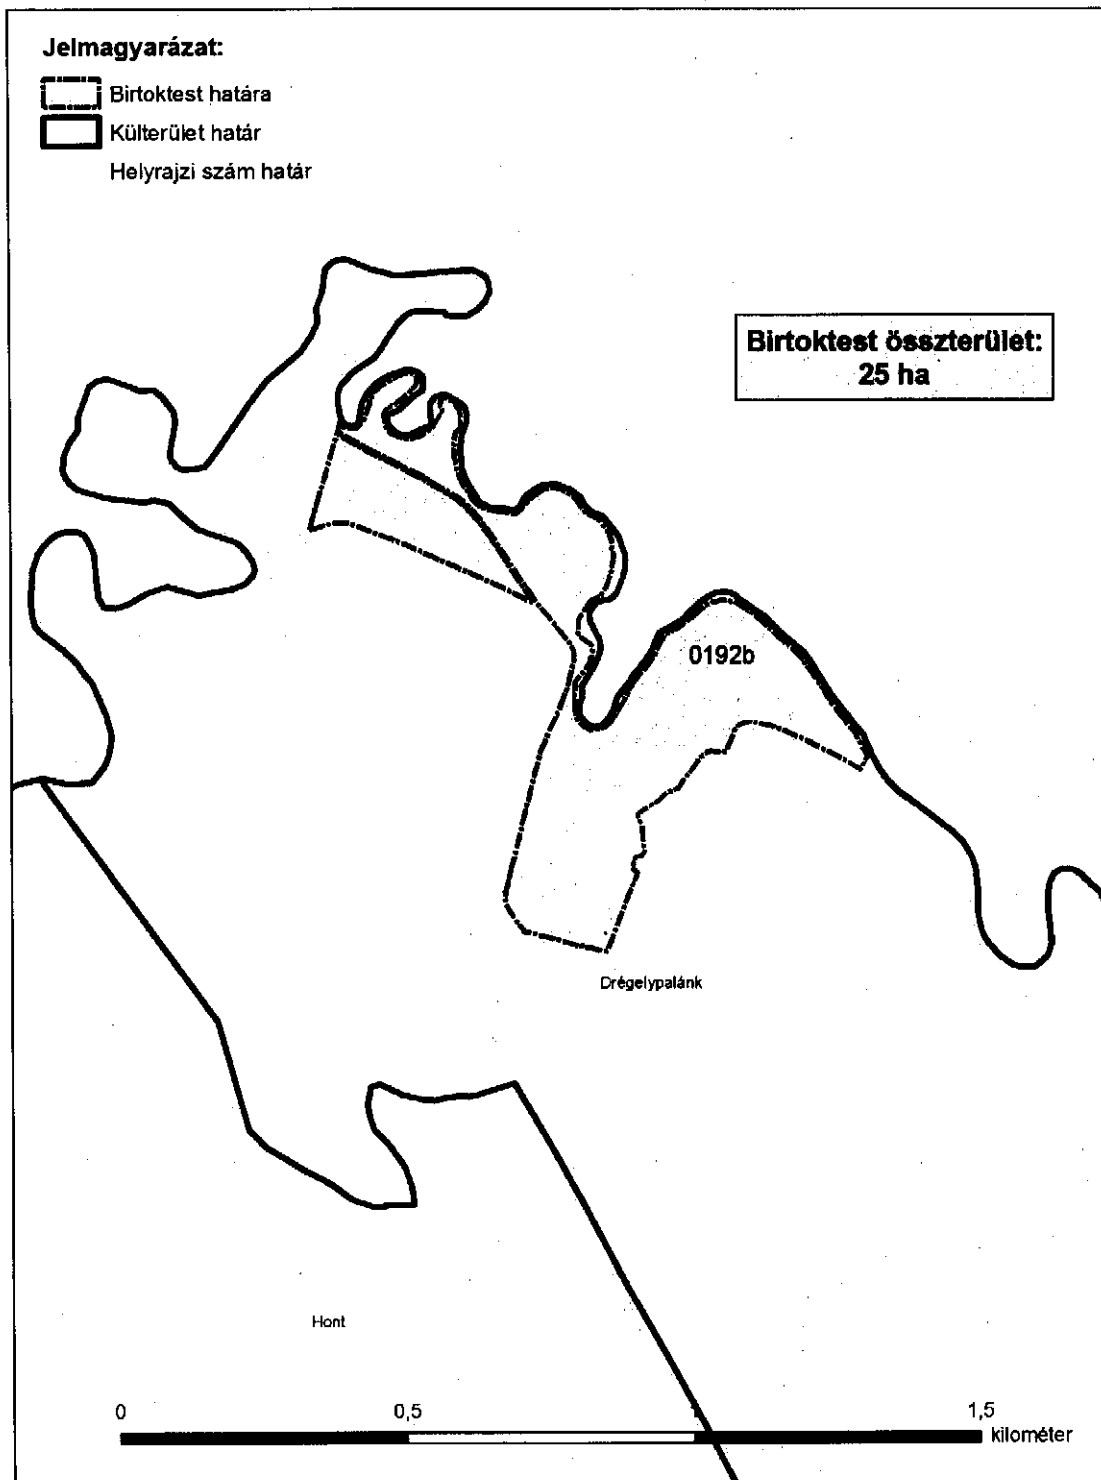 Jelmagyarázat:
Birtoktest határa
Külterület határ
Helyrajzi szám határ
Birtoktest összterület:
25 ha
0192b
Drégelypalánk
Hont
0 0,5 1 1,5
kilométer